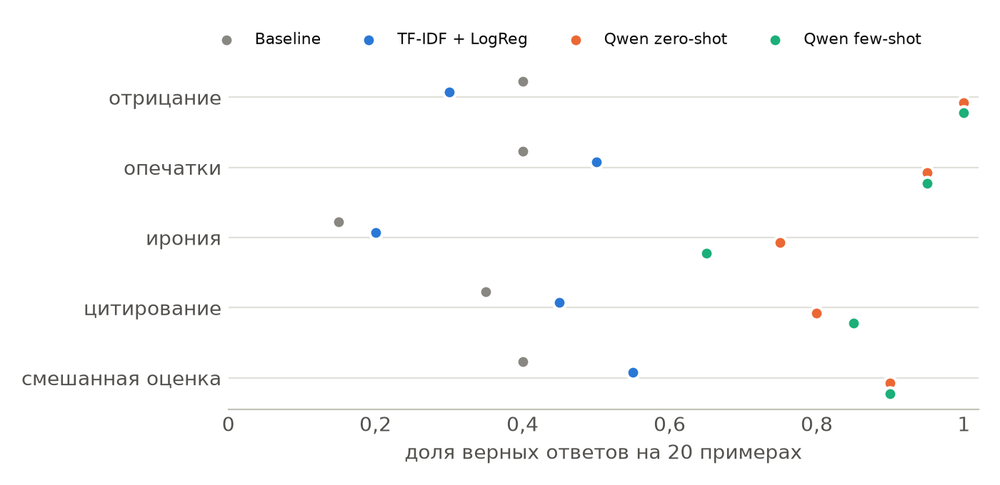 Baseline TF-IDF + LogReg Qwen zero-shot Qwen few-shot
отрицание
опечатки
ирония
цитирование
смешанная оценка
0 0,2 0,4 0,6 0,8 1
доля верных ответов на 20 примерах